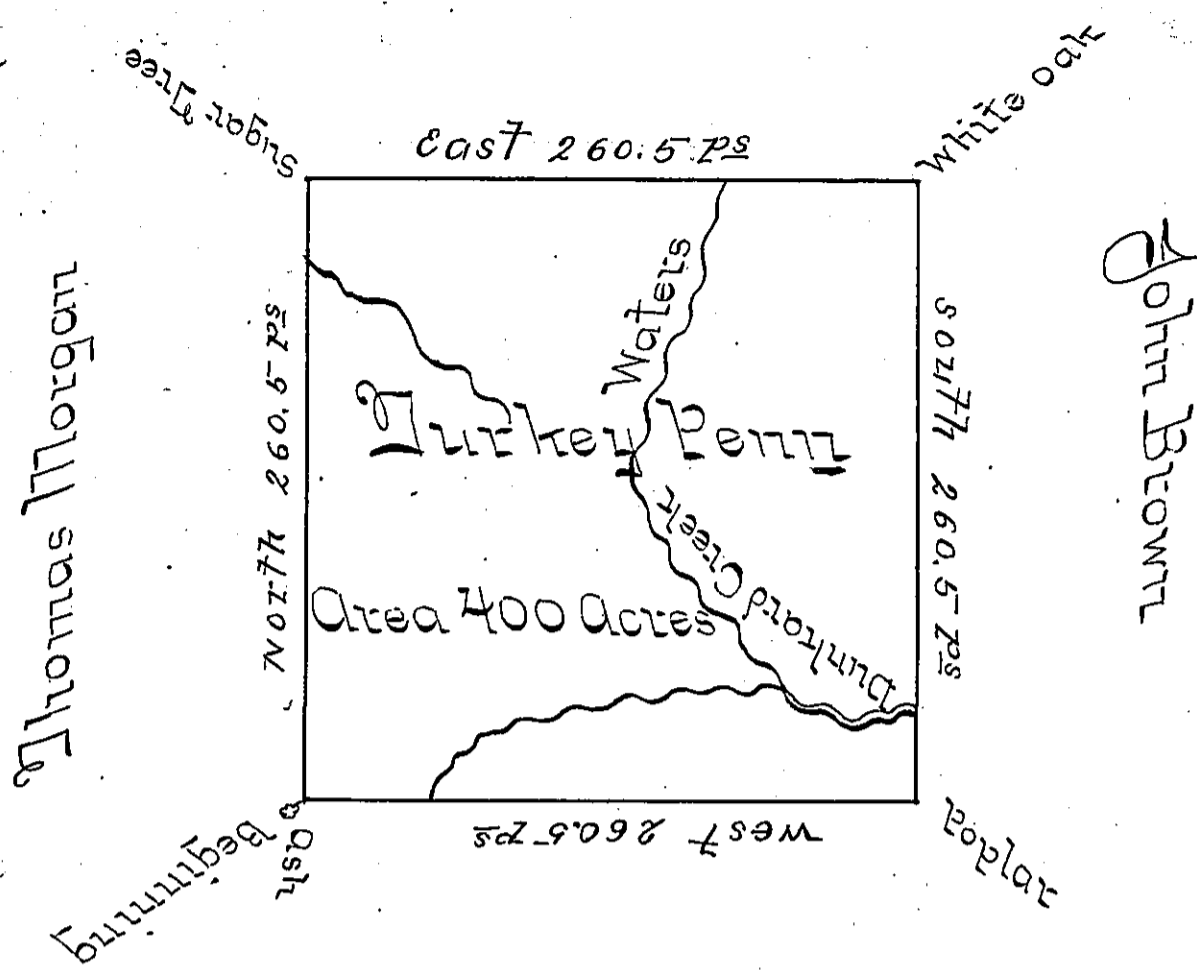 Sugar Tree
East 260.5 ps
White oak
Thomas Morgan
North 260.5 ps
Waters
Turkey Penn
Dunkard Creek
Area 400 Acres
South 260.5 ps
John Brown
Beginning
ash
West 260.5 ps
Poplar